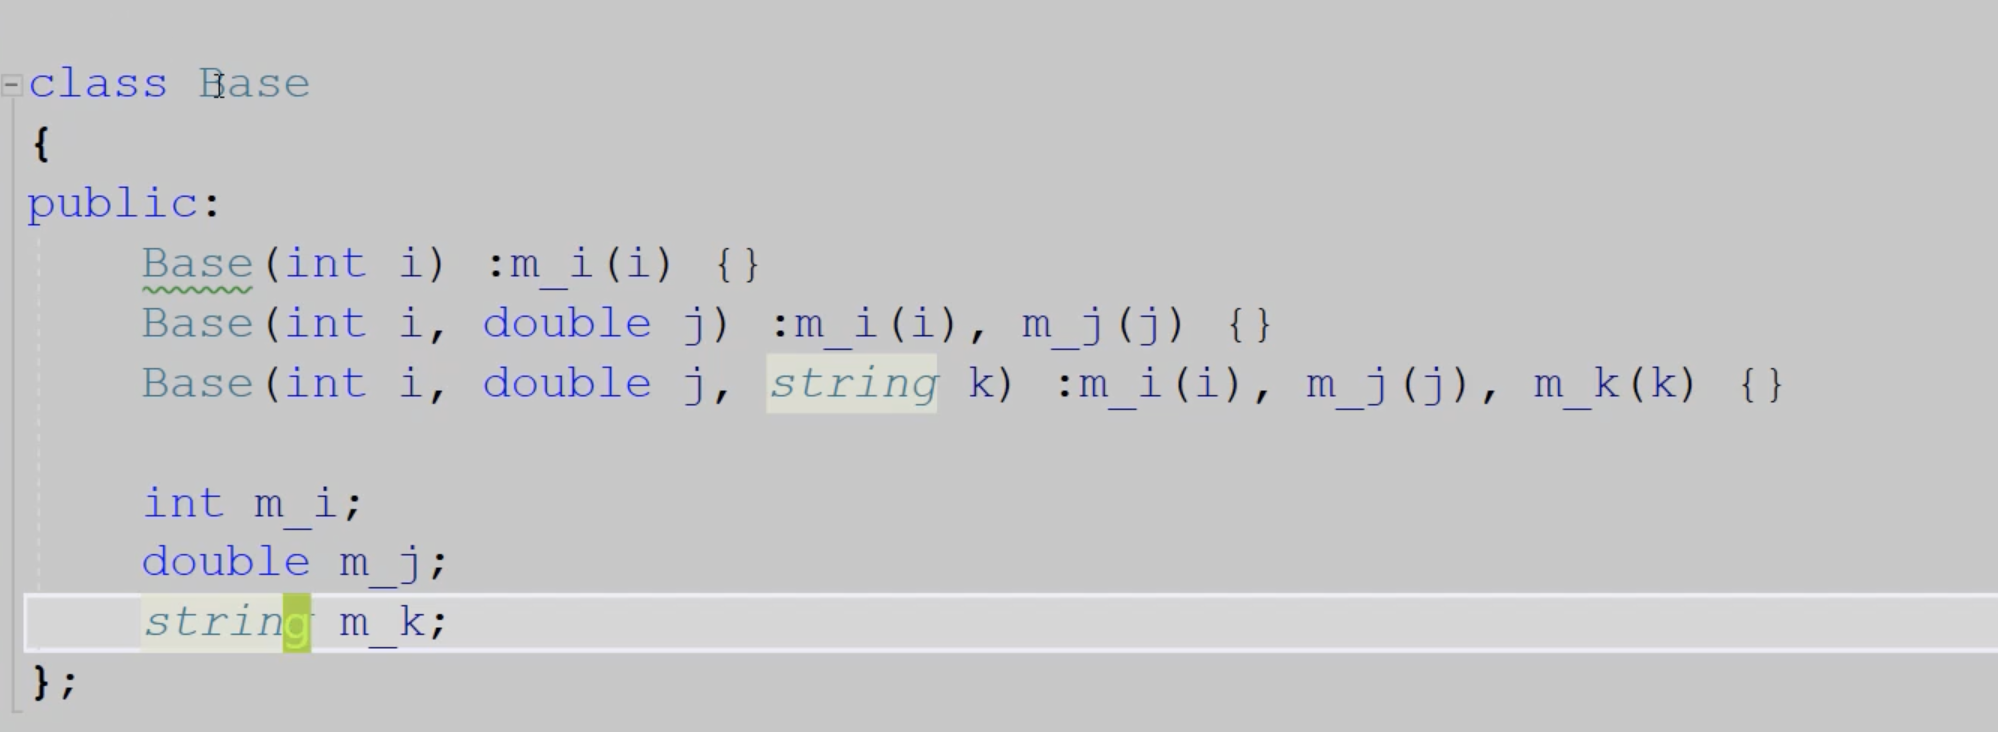 class Base
{
public:
Base(int i) :m_i(i) {}
Base(int i, double j) :m_i(i), m_j(j) {}
Base(int i, double j, string k) :m_i(i), m_j(j), m_k(k) {}
int m_i;
double m_j;
string m_k;
};